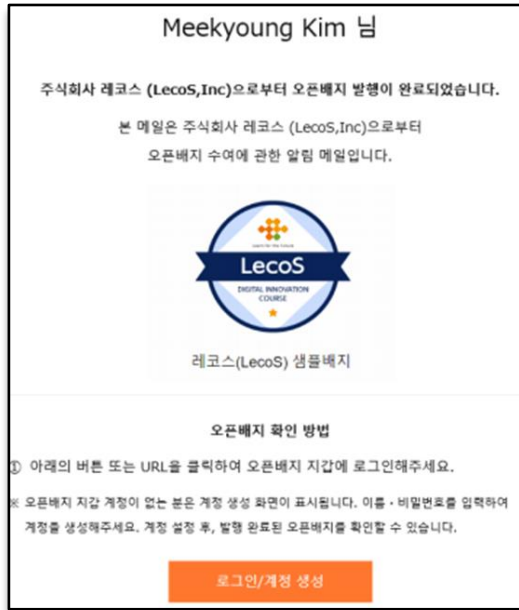 Meekyoung Kim 님
주식회사 레코스 (LecoS,Inc)으로부터 오픈배지 발행이 완료되었습니다.
본 메일은 주식회사 레코스 (LecoS,Inc)으로부터
오픈배지 수여에 관한 알림 메일입니다.
Learn for the Future
LecoS
DIGITAL INNOVATION
COURSE
레코스(LecoS) 샘플배지
오픈배지 확인 방법
① 아래의 버튼 또는 URL을 클릭하여 오픈배지 지갑에 로그인해주세요.
※ 오픈배지 지갑 계정이 없는 분은 계정 생성 화면이 표시됩니다. 이름・비밀번호를 입력하여
계정을 생성해주세요. 계정 설정 후, 발행 완료된 오픈배지를 확인할 수 있습니다.
로그인/계정 생성